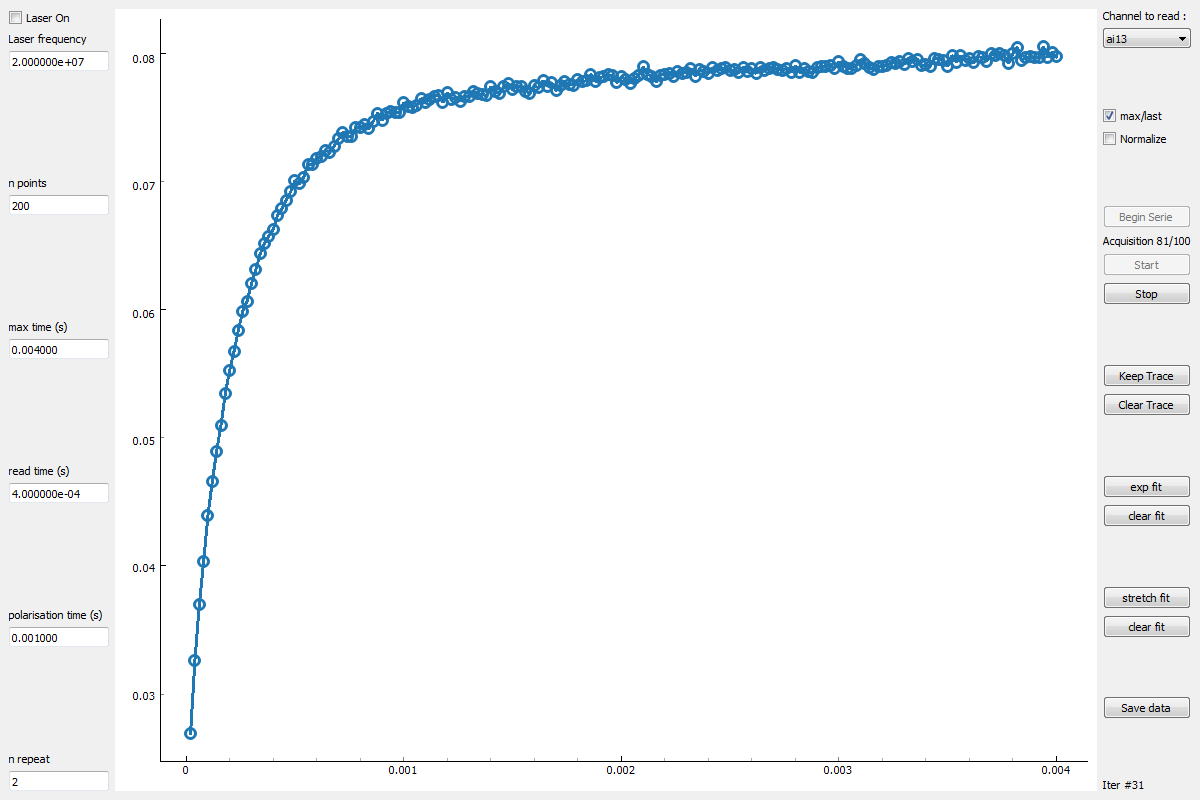 Laser On
Laser frequency
2.000000e+07
n points
200
max time (s)
0.004000
read time (s)
4.000000e-04
polarisation time (s)
0.001000
n repeat
2
0.08
0.07
0.06
0.05
0.04
0.03
0
0.001
0.002
0.003
0.004
Channel to read :
ai13
max/last
Normalize
Begin Serie
Acquisition 81/100
Start
Stop
Keep Trace
Clear Trace
exp fit
clear fit
stretch fit
clear fit
Save data
Iter #31